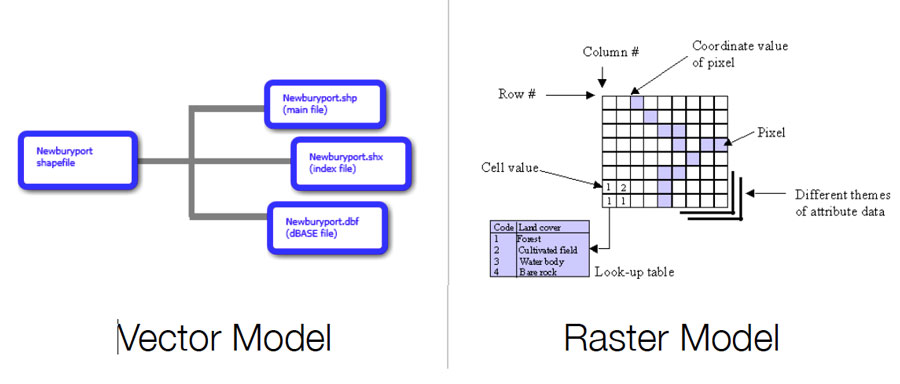 Newburyport
shapefile
Newburyport.shp
(main file)
Newburyport.shx
(index file)
Newburyport.dbf
(dBASE file)
Vector Model
Column #
Coordinate value
of pixel
Row #
Pixel
Cell value
1 2
1 1
Different themes
of attribute data
Code Land cover
1 Forest
2 Cultivated field
3 Water body
4 Bare rock
Look-up table
Raster Model